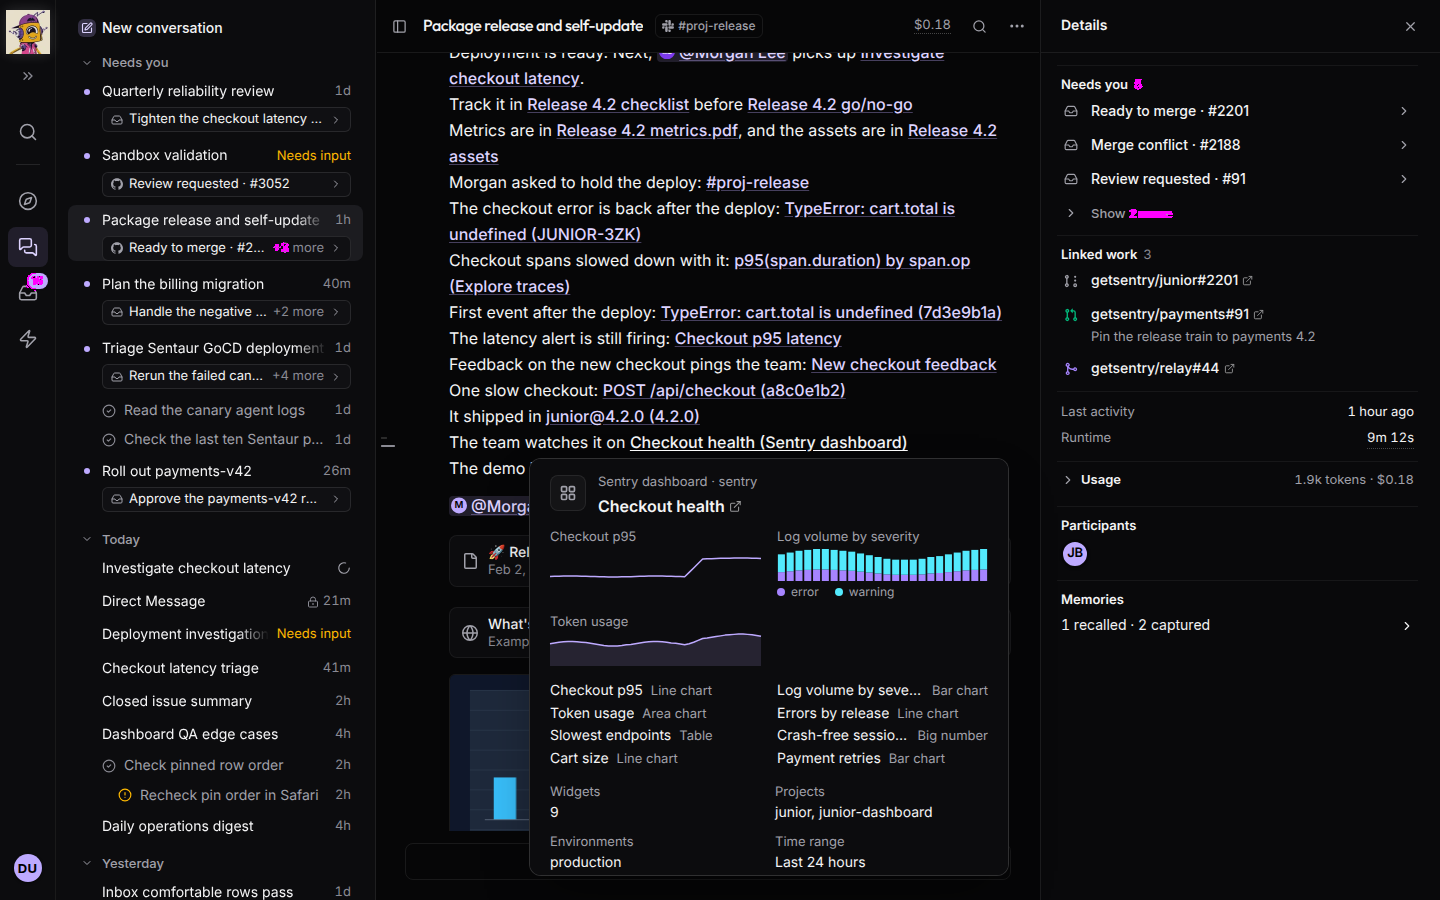 New conversation
Needs you
Quarterly reliability review 1d
Tighten the checkout latency ...
Sandbox validation Needs input
Review requested · #3052
Package release and self-update 1h
Ready to merge · #2... more
Plan the billing migration 40m
Handle the negative ... +2 more
Triage Sentaur GoCD deployment 1d
Rerun the failed can... +4 more
Read the canary agent logs 1d
Check the last ten Sentaur p... 1d
Roll out payments-v42 26m
Approve the payments-v42 r...
Today
Investigate checkout latency
Direct Message 21m
Deployment investigation Needs input
Checkout latency triage 41m
Closed issue summary 2h
Dashboard QA edge cases 4h
Check pinned row order 2h
Recheck pin order in Safari 2h
Daily operations digest 4h
Yesterday
Inbox comfortable rows pass 1d
DU
Package release and self-update #proj-release $0.18
Deployment is ready. Next, @Morgan Lee picks up investigate
checkout latency.
Track it in Release 4.2 checklist before Release 4.2 go/no-go
Metrics are in Release 4.2 metrics.pdf, and the assets are in Release 4.2
assets
Morgan asked to hold the deploy: #proj-release
The checkout error is back after the deploy: TypeError: cart.total is
undefined (JUNIOR-3ZK)
Checkout spans slowed down with it: p95(span.duration) by span.op
(Explore traces)
First event after the deploy: TypeError: cart.total is undefined (7d3e9b1a)
The latency alert is still firing: Checkout p95 latency
Feedback on the new checkout pings the team: New checkout feedback
One slow checkout: POST /api/checkout (a8c0e1b2)
It shipped in junior@4.2.0 (4.2.0)
The team watches it on Checkout health (Sentry dashboard)
The demo
M @Morga
🚀 Rel
Feb 2,
What's
Examp
Sentry dashboard · sentry
Checkout health
Checkout p95 Log volume by severity
error warning
Token usage
Checkout p95 Line chart Log volume by seve... Bar chart
Token usage Area chart Errors by release Line chart
Slowest endpoints Table Crash-free sessio... Big number
Cart size Line chart Payment retries Bar chart
Widgets Projects
9 junior, junior-dashboard
Environments Time range
production Last 24 hours
Details
Needs you
Ready to merge · #2201
Merge conflict · #2188
Review requested · #91
Show
Linked work 3
getsentry/junior#2201
getsentry/payments#91
Pin the release train to payments 4.2
getsentry/relay#44
Last activity 1 hour ago
Runtime 9m 12s
Usage 1.9k tokens · $0.18
Participants
JB
Memories
1 recalled · 2 captured